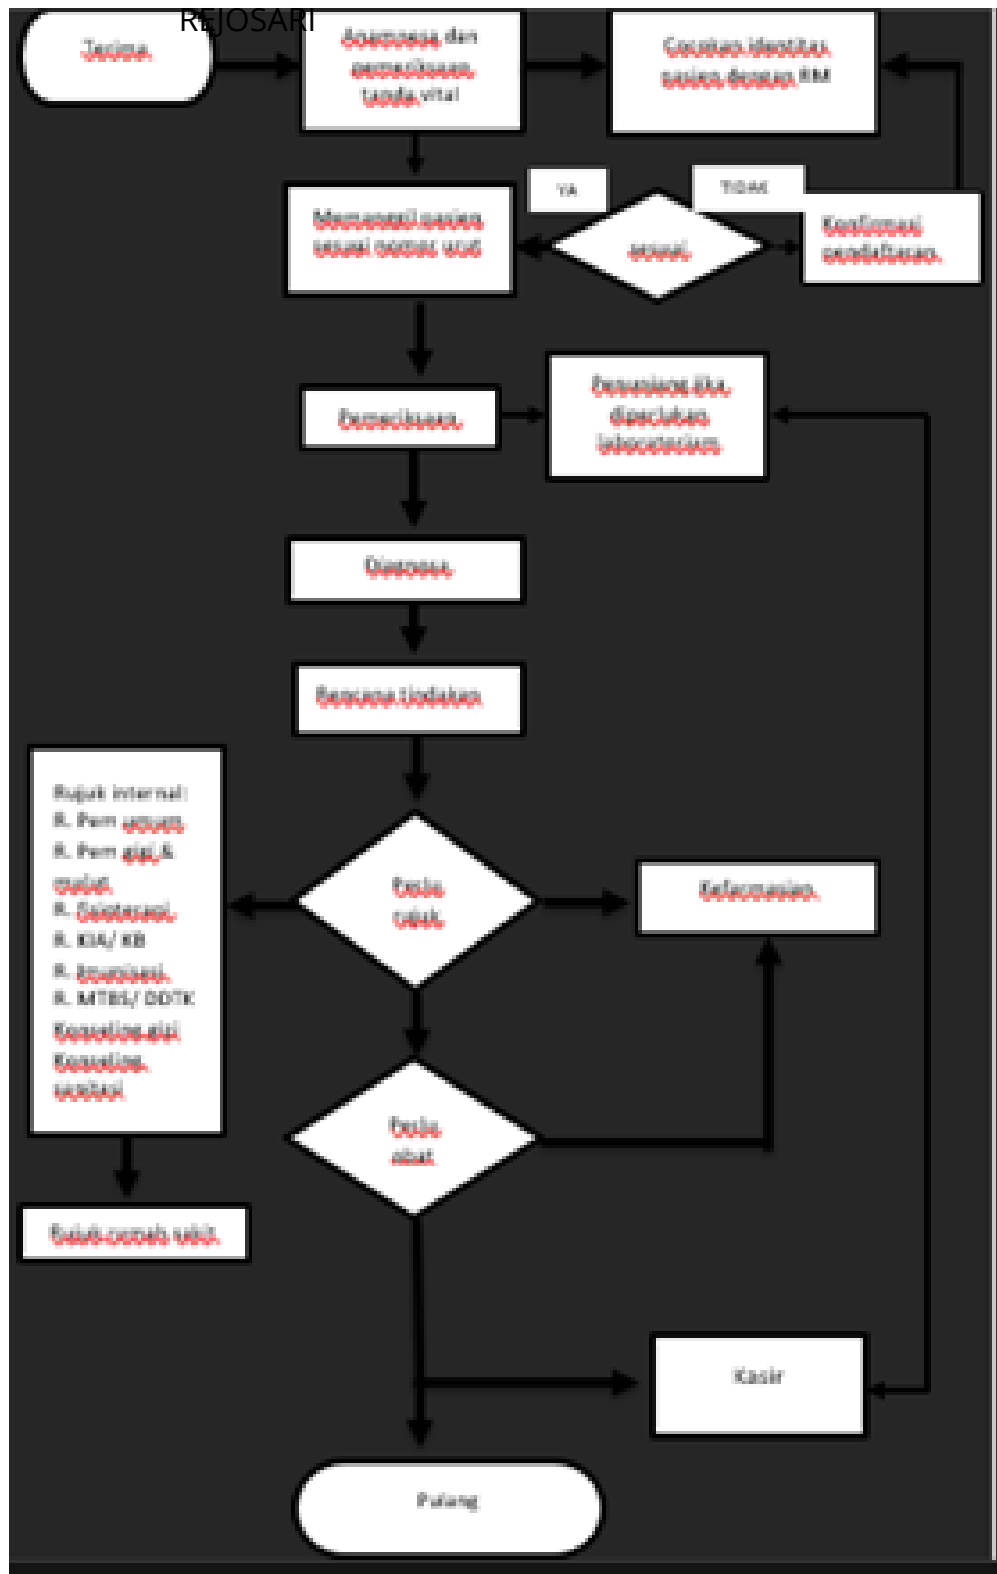 REJOSARI
Terima
Anamnesa dan
pemeriksaan
tanda vital
Cocokan identitas
pasien dengan RM
YA
TIDAK
Memanggil pasien
sesuai nomor urut
sesuai
Konfirmasi
pendaftaran
Pemeriksaan
Penunjang jika
diperlukan
laboratorium
Diagnosa
Rencana tindakan
Rujuk internal:
R. Pem umum
R. Pem gigi &
mulut
R. fisioterapi
R. KIA/ KB
R. Imunisasi
R. MTBS/ DDTK
Konseling gizi
Konseling
sanitasi
Perlu
rujuk
Kefarmasian
Perlu
obat
Rujuk rumah sakit
Kasir
Pulang